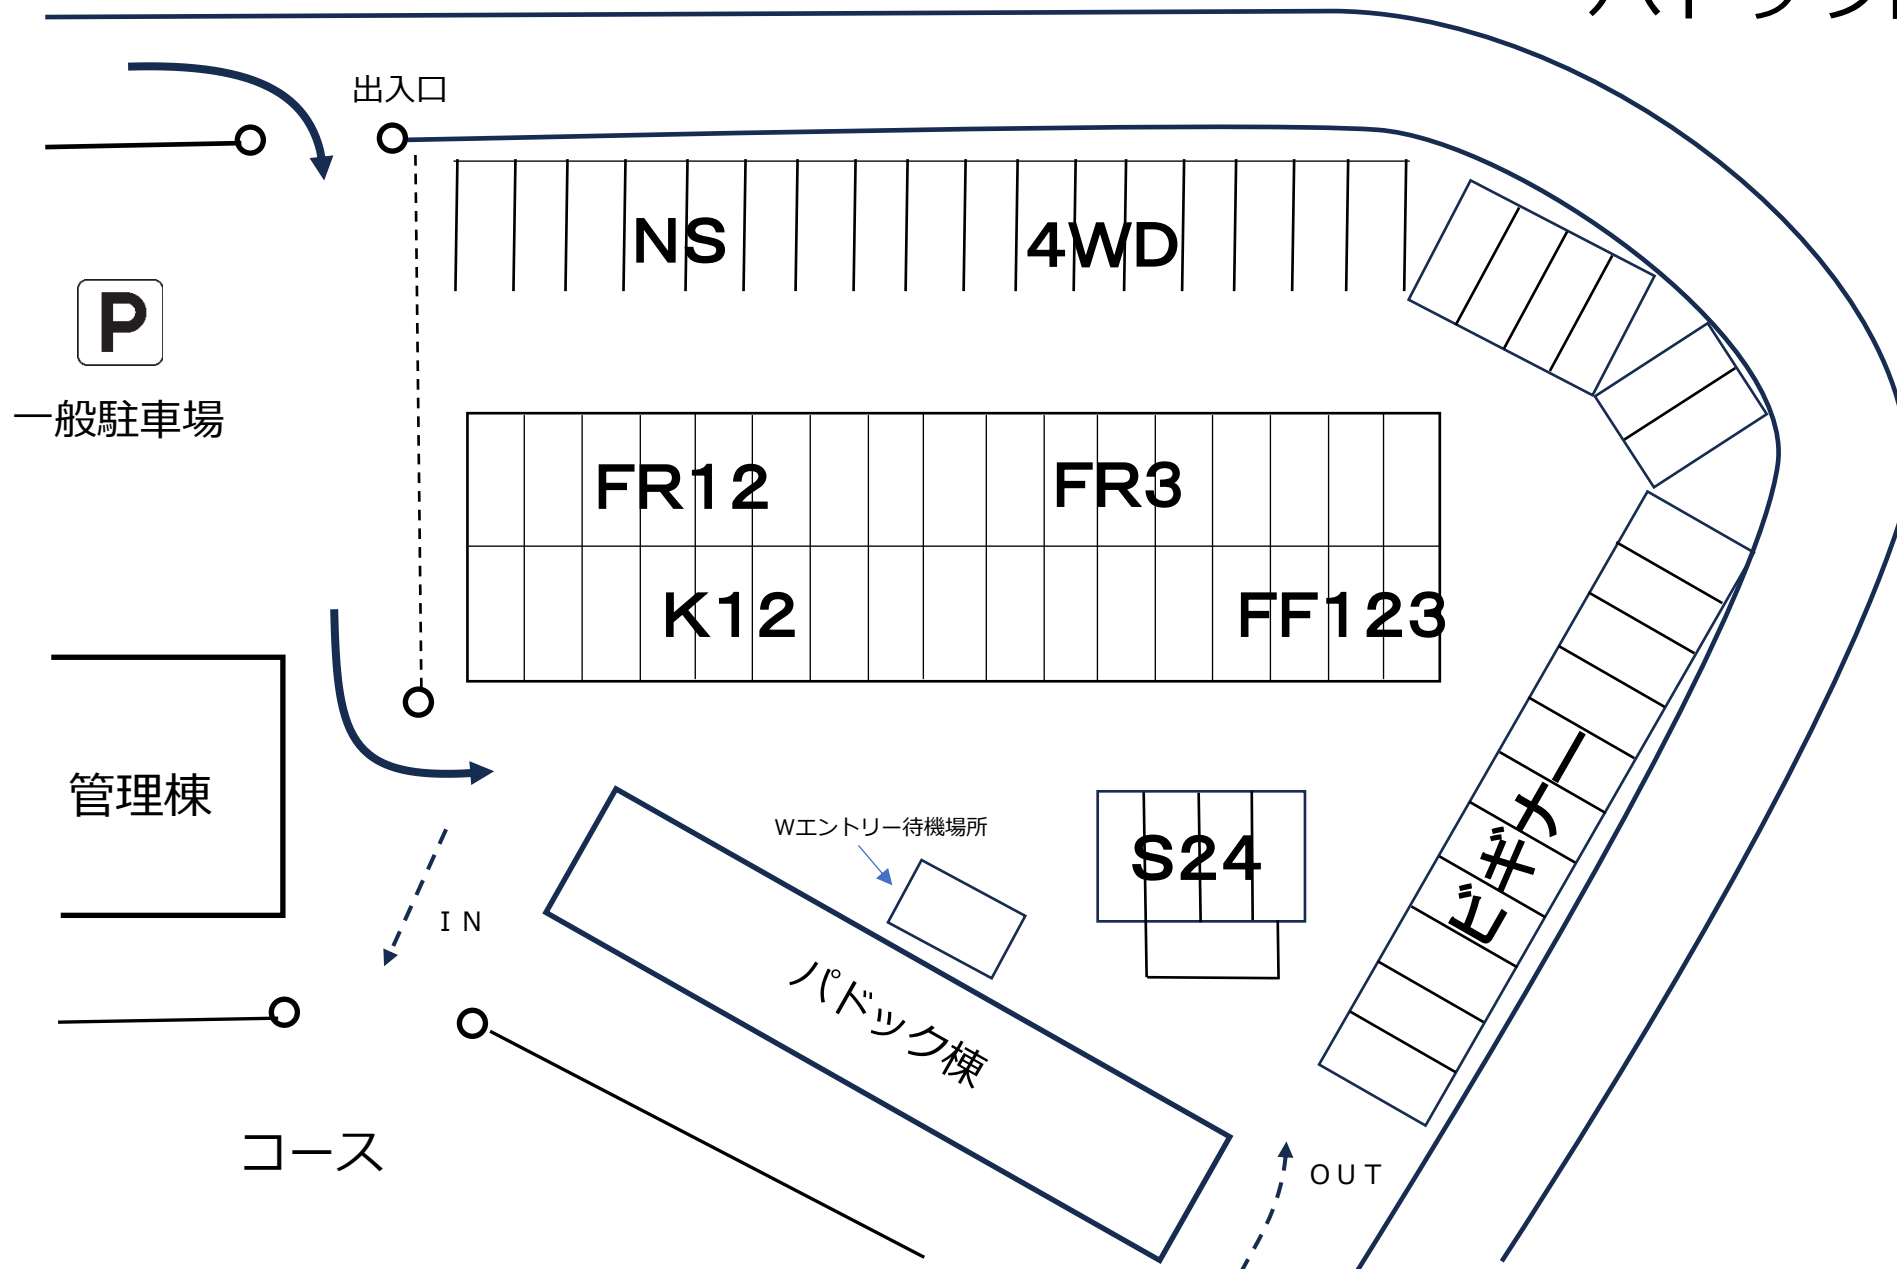 出入口
NS
4WD
P
一般駐車場
FR12
FR3
K12
FF123
管理棟
Wエントリー待機場所
S24
ビギナー
IN
パドック棟
コース
OUT